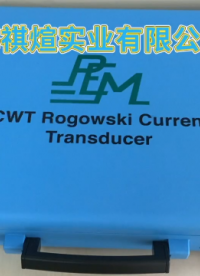 祺煊实业有限公
PEM
CWT Rogowski Curren
Transducer